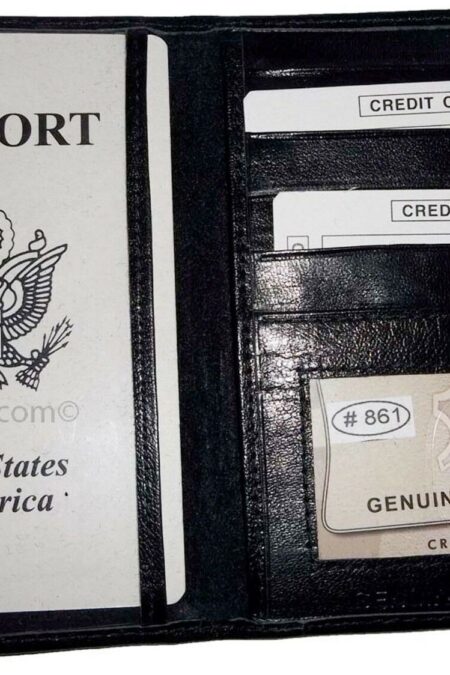 ORT
.com©
States
rica
CREDIT C
CRED
# 861
GENUIN
CR